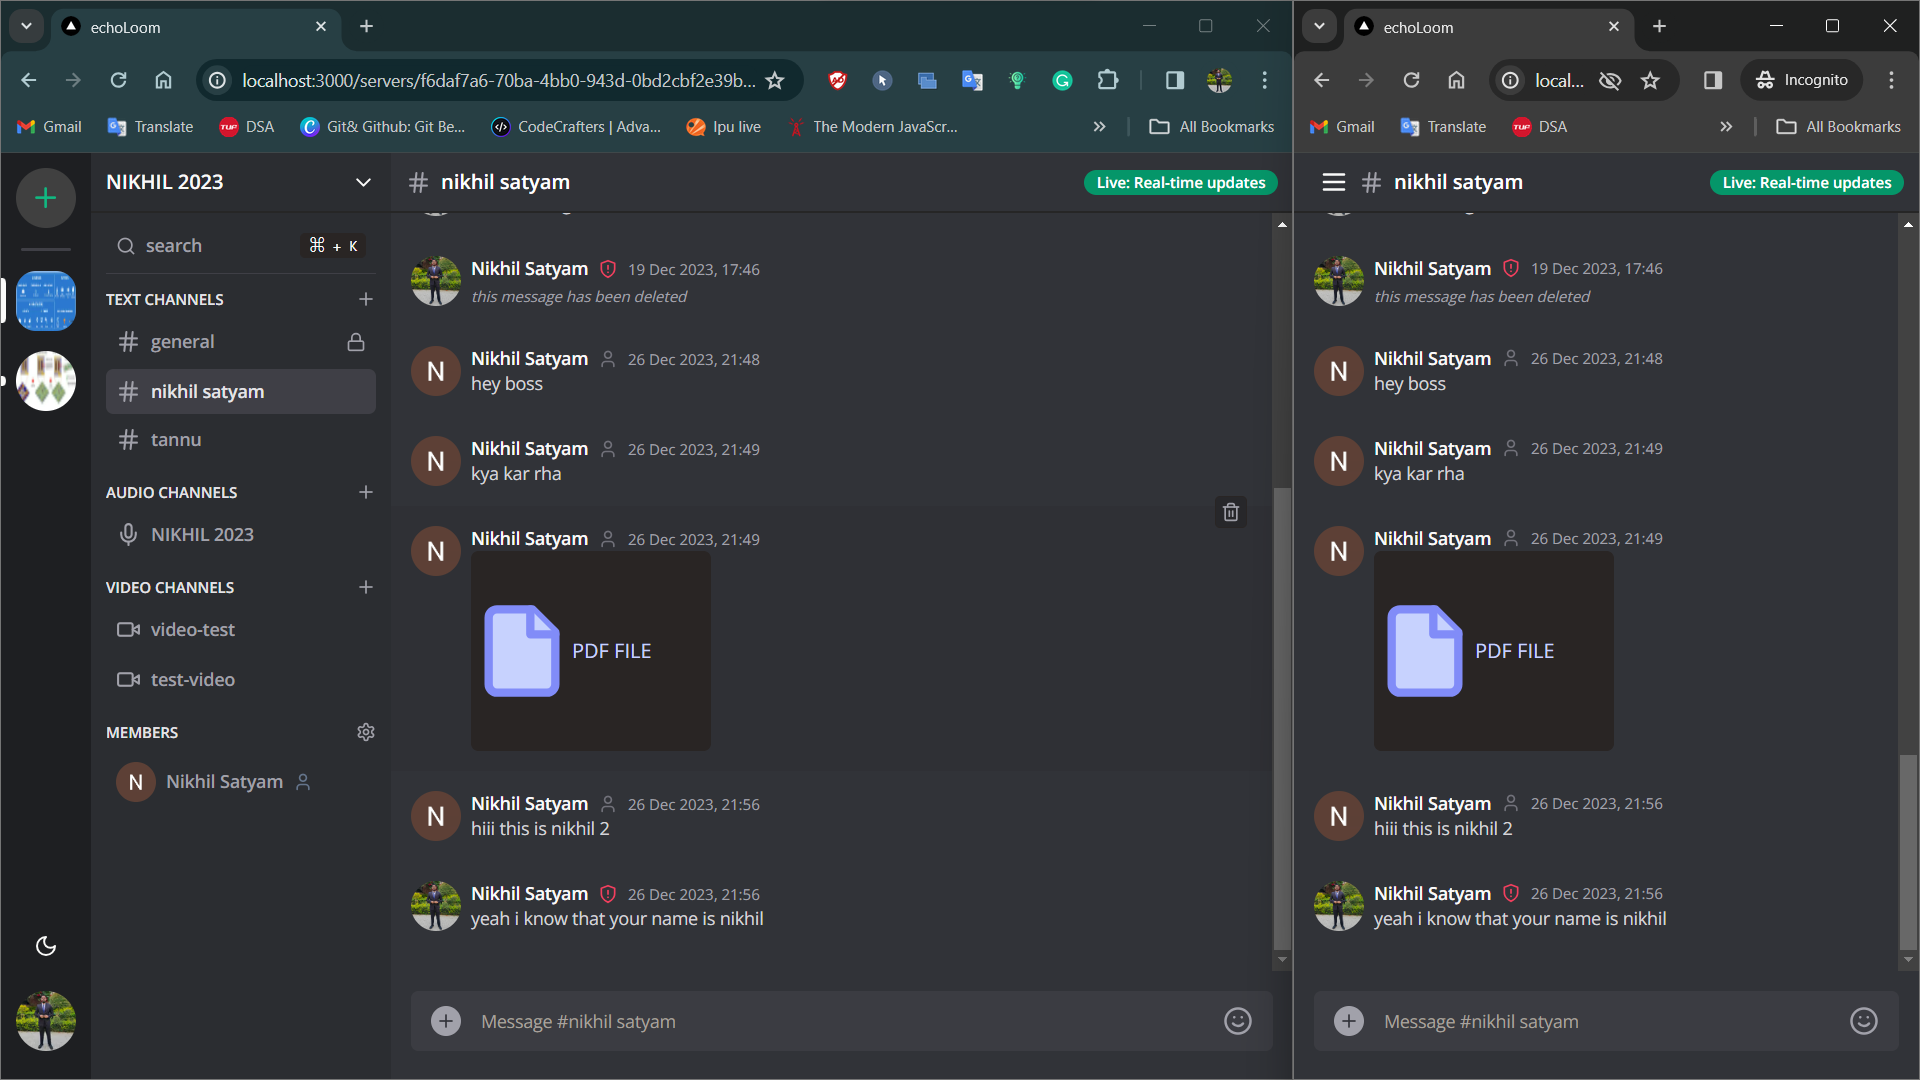 echoLoom
localhost:3000/servers/f6daf7a6-70ba-4bb0-943d-0bd2cbf2e39b...
Gmail
Translate
DSA
Git& Github: Git Be...
CodeCrafters | Adva...
Ipu live
The Modern JavaScr...
All Bookmarks
NIKHIL 2023
search
⌘ + K
TEXT CHANNELS
general
nikhil satyam
tannu
AUDIO CHANNELS
NIKHIL 2023
VIDEO CHANNELS
video-test
test-video
MEMBERS
N Nikhil Satyam
# nikhil satyam
Live: Real-time updates
Nikhil Satyam 19 Dec 2023, 17:46
this message has been deleted
N Nikhil Satyam 26 Dec 2023, 21:48
hey boss
N Nikhil Satyam 26 Dec 2023, 21:49
kya kar rha
N Nikhil Satyam 26 Dec 2023, 21:49
PDF FILE
N Nikhil Satyam 26 Dec 2023, 21:56
hiii this is nikhil 2
Nikhil Satyam 26 Dec 2023, 21:56
yeah i know that your name is nikhil
Message #nikhil satyam
echoLoom
local...
Incognito
Gmail
Translate
DSA
All Bookmarks
# nikhil satyam
Live: Real-time updates
Nikhil Satyam 19 Dec 2023, 17:46
this message has been deleted
N Nikhil Satyam 26 Dec 2023, 21:48
hey boss
N Nikhil Satyam 26 Dec 2023, 21:49
kya kar rha
N Nikhil Satyam 26 Dec 2023, 21:49
PDF FILE
N Nikhil Satyam 26 Dec 2023, 21:56
hiii this is nikhil 2
Nikhil Satyam 26 Dec 2023, 21:56
yeah i know that your name is nikhil
Message #nikhil satyam